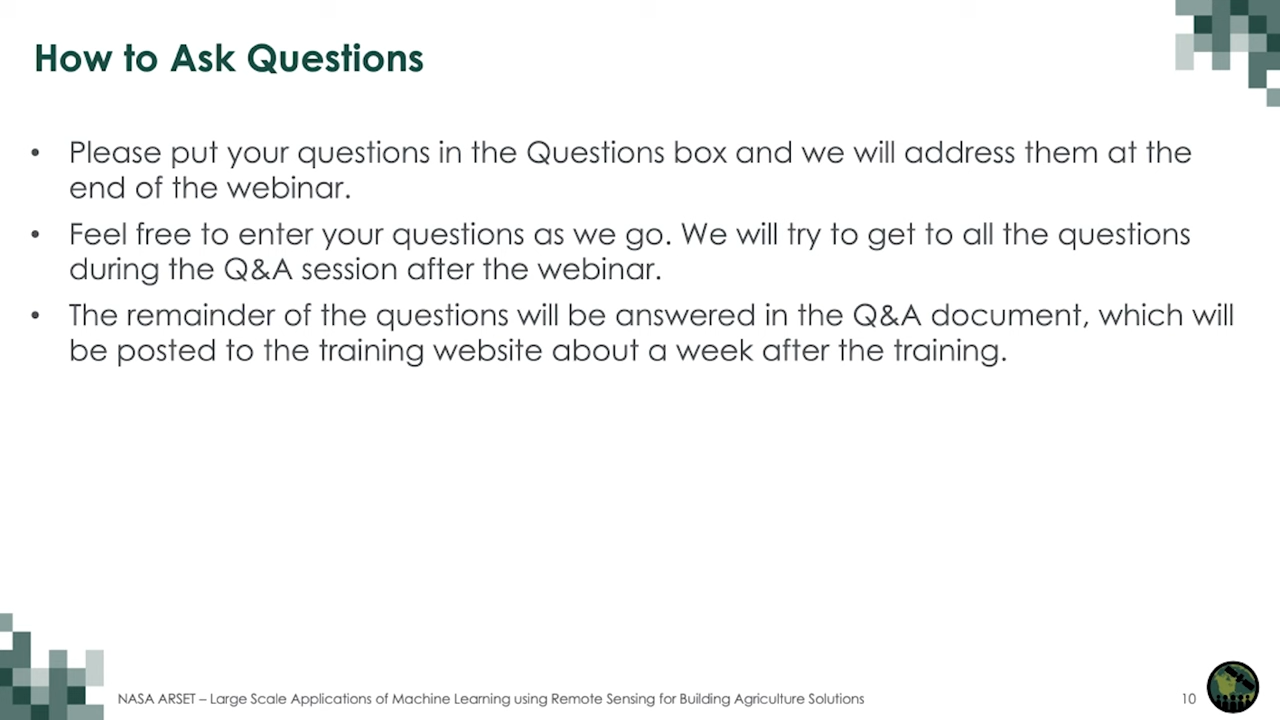 How to Ask Questions
• Please put your questions in the Questions box and we will address them at the
end of the webinar.
• Feel free to enter your questions as we go. We will try to get to all the questions
during the Q&A session after the webinar.
• The remainder of the questions will be answered in the Q&A document, which will
be posted to the training website about a week after the training.
NASA ARSET – Large Scale Applications of Machine Learning using Remote Sensing for Building Agriculture Solutions
10